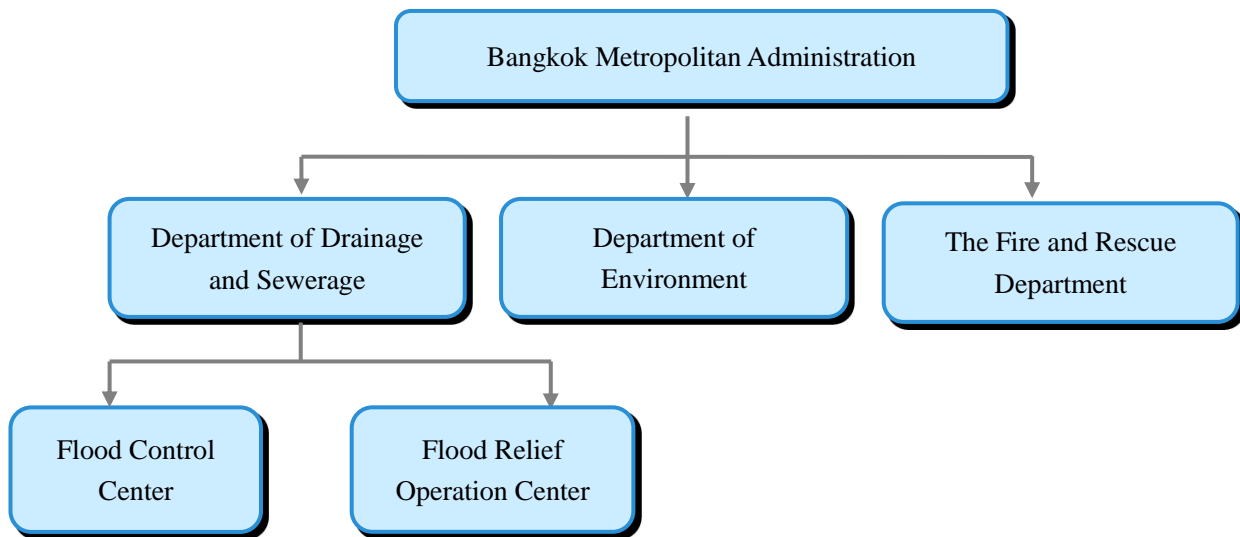 Bangkok Metropolitan Administration
Department of Drainage
and Sewerage
Department of
Environment
The Fire and Rescue
Department
Flood Control
Center
Flood Relief
Operation Center